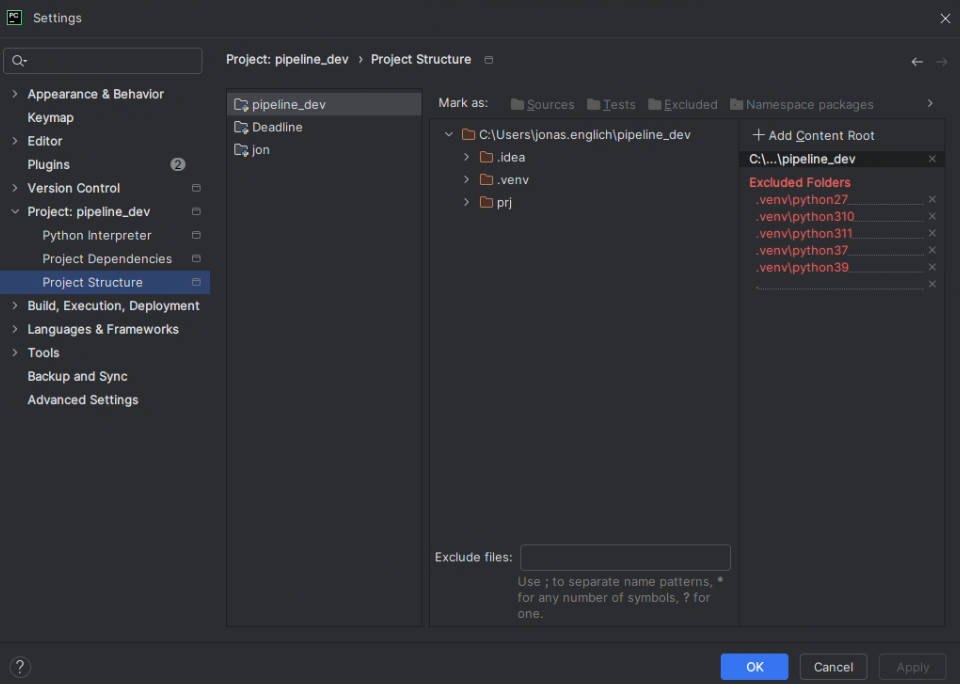 PC
Settings
Project: pipeline_dev › Project Structure
Appearance & Behavior
Keymap
Editor
Plugins 2
Version Control
Project: pipeline_dev
Python Interpreter
Project Dependencies
Project Structure
Build, Execution, Deployment
Languages & Frameworks
Tools
Backup and Sync
Advanced Settings
pipeline_dev
Deadline
jon
Mark as: Sources Tests Excluded Namespace packages
C:\Users\jonas.englich\pipeline_dev
.idea
.venv
prj
Exclude files:
Use ; to separate name patterns, *
for any number of symbols, ? for
one.
+ Add Content Root
C:\...\pipeline_dev
Excluded Folders
.venv\python27
.venv\python310
.venv\python311
.venv\python37
.venv\python39
.
?
OK Cancel Apply